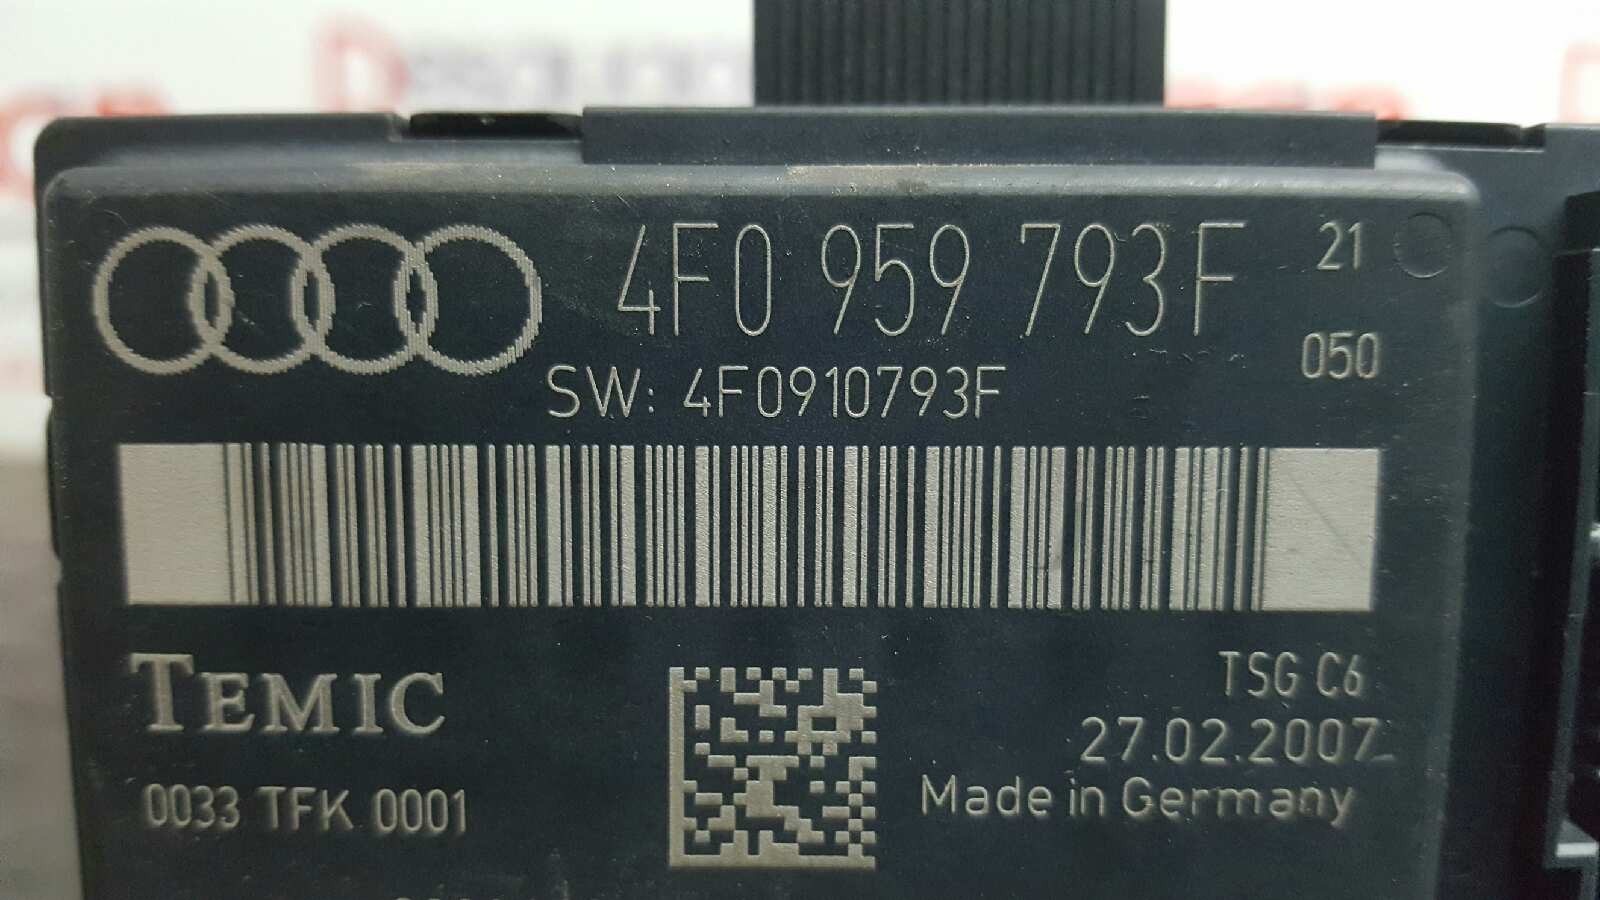 4F0 959 793F 21
050
SW: 4F0910793F
TEMIC
TSG C6
27.02.2007
0033 TFK 0001
Made in Germany